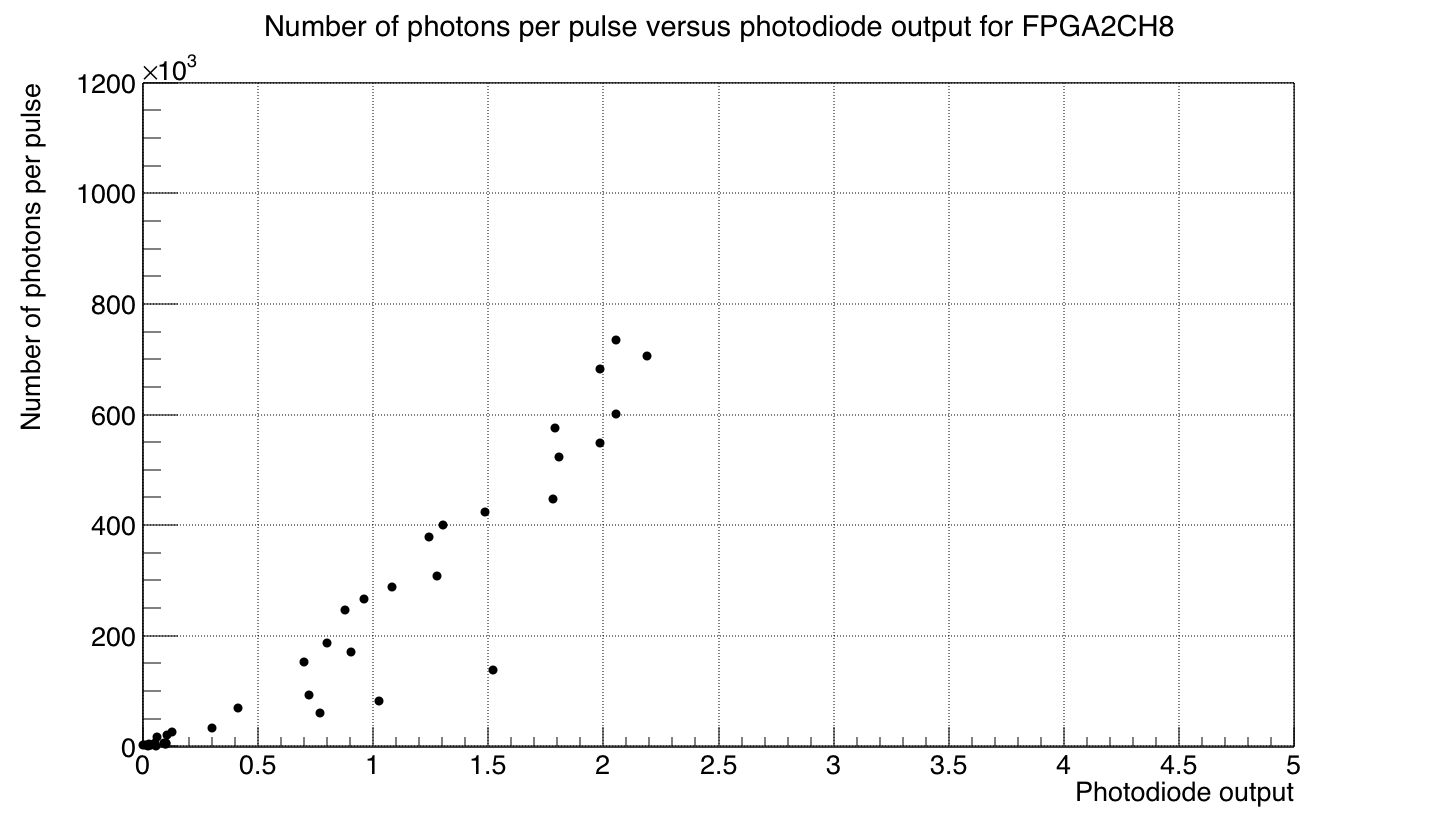 Number of photons per pulse versus photodiode output for FPGA2CH8
×10³
Number of photons per pulse
1200
1000
800
600
400
200
0
0 0.5 1 1.5 2 2.5 3 3.5 4 4.5 5
Photodiode output